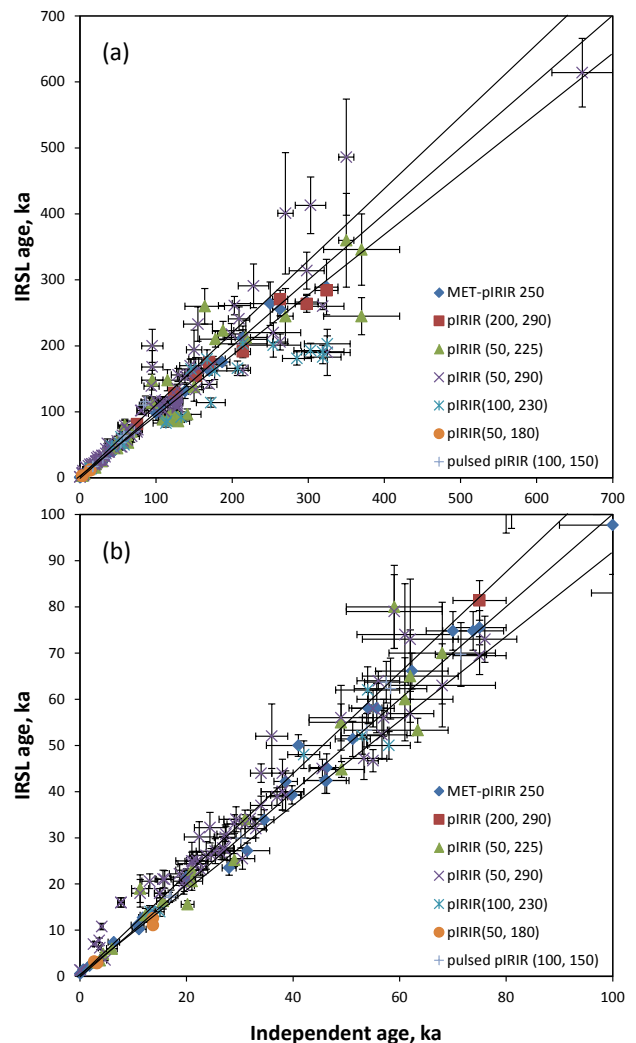 700
600
500
400
300
200
100
0
IRSL age, ka
(a)
MET-pIRIR 250
pIRIR (200, 290)
pIRIR (50, 225)
pIRIR (50, 290)
pIRIR(100, 230)
pIRIR(50, 180)
pulsed pIRIR (100, 150)
0 100 200 300 400 500 600 700
100
90
80
70
60
50
40
30
20
10
0
IRSL age, ka
(b)
MET-pIRIR 250
pIRIR (200, 290)
pIRIR (50, 225)
pIRIR (50, 290)
pIRIR(100, 230)
pIRIR(50, 180)
pulsed pIRIR (100, 150)
0 20 40 60 80 100
Independent age, ka